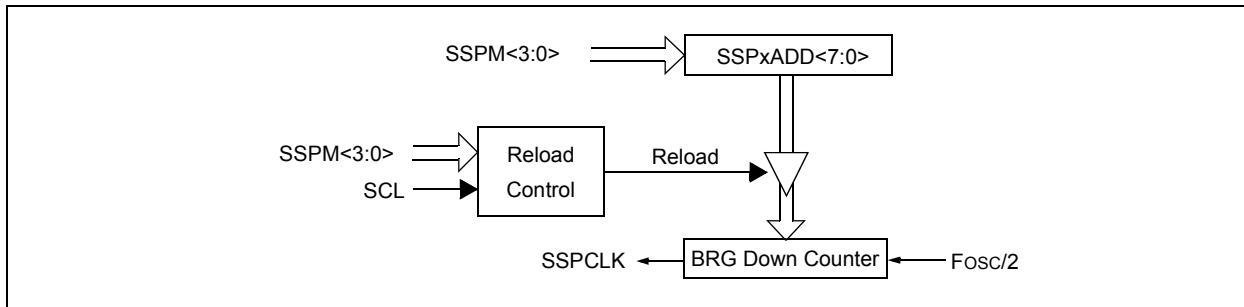 SSPM<3:0>
SSPxADD<7:0>
SSPM<3:0>
SCL
Reload
Control
Reload
SSPCLK
BRG Down Counter
FOSC/2